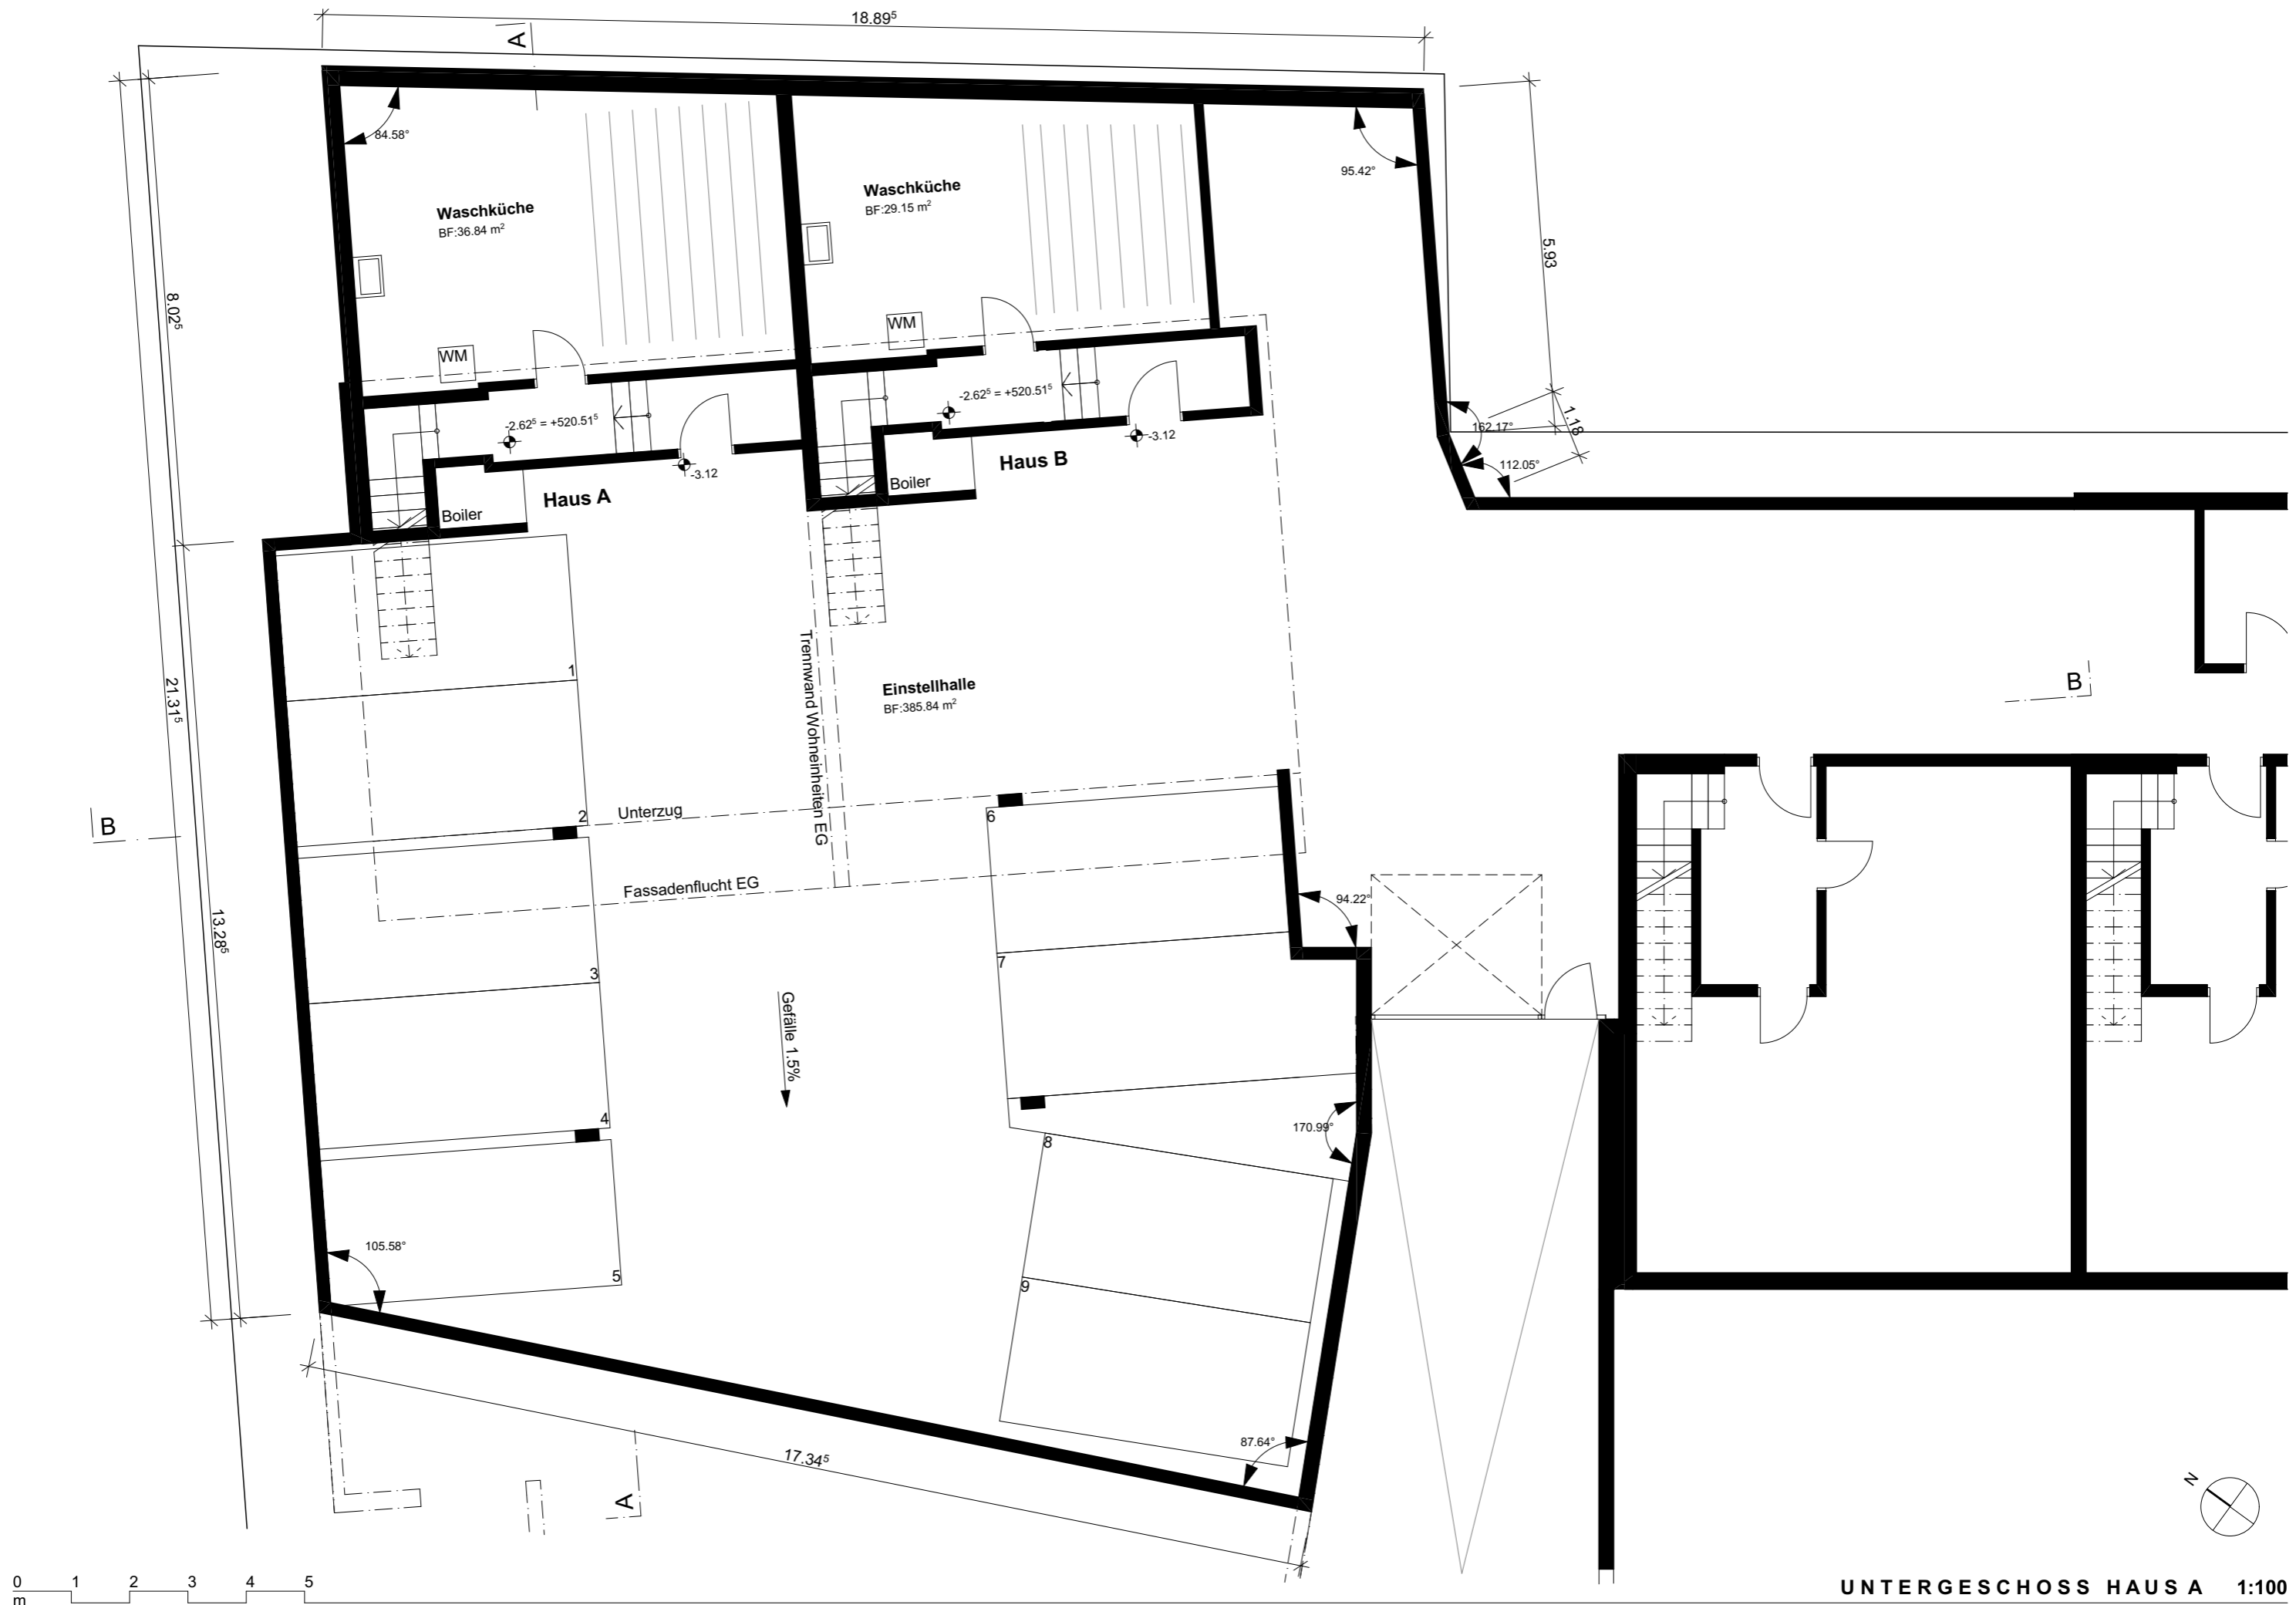 18.89⁵
A
84.58°
95.42°
Waschküche
BF:36.84 m²
Waschküche
BF:29.15 m²
5.93
8.02⁵
WM
WM
-2.62⁵ = +520.51⁵
-2.62⁵ = +520.51⁵
1.18
162.17°
112.05°
-3.12
-3.12
Haus A
Haus B
Boiler
Boiler
1
21.31⁵
Trennwand Wohneinheiten EG
Einstellhalle
BF:385.84 m²
B
2
Unterzug
6
B
Fassadenflucht EG
94.22°
13.28⁵
3
7
Gefälle 1.5%
4
8
170.99°
105.58°
5
9
87.64°
17.34⁵
A
N
0 1 2 3 4 5
m
UNTERGESCHOSS HAUS A 1:100